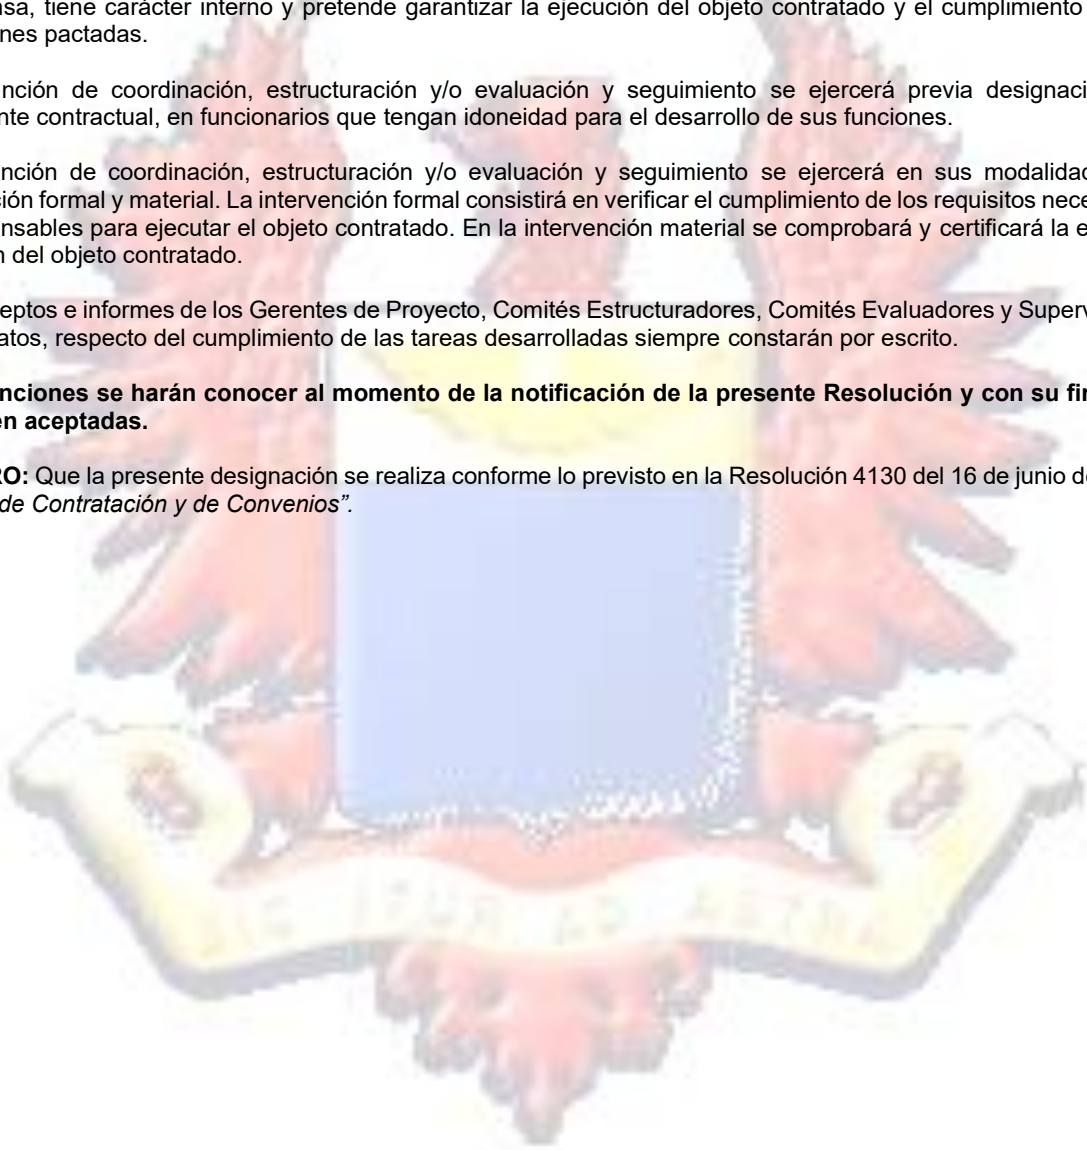 nsa, tiene carácter interno y pretende garantizar la ejecución del objeto contratado y el cumplimiento
nes pactadas.
nción de coordinación, estructuración y/o evaluación y seguimiento se ejercerá previa designaci
nte contractual, en funcionarios que tengan idoneidad para el desarrollo de sus funciones.
nción de coordinación, estructuración y/o evaluación y seguimiento se ejercerá en sus modalidad
ción formal y material. La intervención formal consistirá en verificar el cumplimiento de los requisitos nece
ensables para ejecutar el objeto contratado. En la intervención material se comprobará y certificará la e
n del objeto contratado.
eptos e informes de los Gerentes de Proyecto, Comités Estructuradores, Comités Evaluadores y Superv
atos, respecto del cumplimiento de las tareas desarrolladas siempre constarán por escrito.
nciones se harán conocer al momento de la notificación de la presente Resolución y con su fir
en aceptadas.
RO: Que la presente designación se realiza conforme lo previsto en la Resolución 4130 del 16 de junio de
de Contratación y de Convenios”.